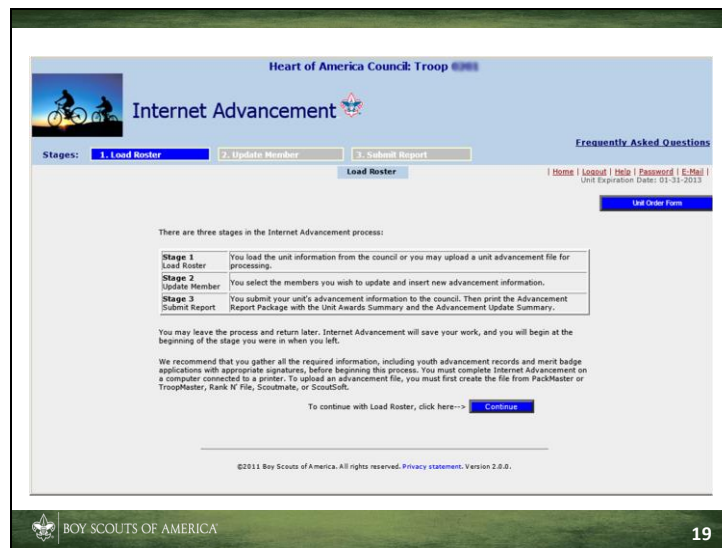 Heart of America Council: Troop
Internet Advancement
Frequently Asked Questions
Stages: 1. Load Roster 2. Update Member 3. Submit Report
Load Roster
| Home | Logout | Help | Password | E-Mail |
Unit Expiration Date: 01-31-2013
Unit Order Form
There are three stages in the Internet Advancement process:
Stage 1
Load Roster
You load the unit information from the council or you may upload a unit advancement file for
processing.
Stage 2
Update Member
You select the members you wish to update and insert new advancement information.
Stage 3
Submit Report
You submit your unit's advancement information to the council. Then print the Advancement
Report Package with the Unit Awards Summary and the Advancement Update Summary.
You may leave the process and return later. Internet Advancement will save your work, and you will begin at the
beginning of the stage you were in when you left.
We recommend that you gather all the required information, including youth advancement records and merit badge
applications with appropriate signatures, before beginning this process. You must complete Internet Advancement on
a computer connected to a printer. To upload an advancement file, you must first create the file from PackMaster or
TroopMaster, Rank N' File, Scoutmate, or ScoutSoft.
To continue with Load Roster, click here--> Continue
©2011 Boy Scouts of America. All rights reserved. Privacy statement. Version 2.0.0.
BOY SCOUTS OF AMERICA
19